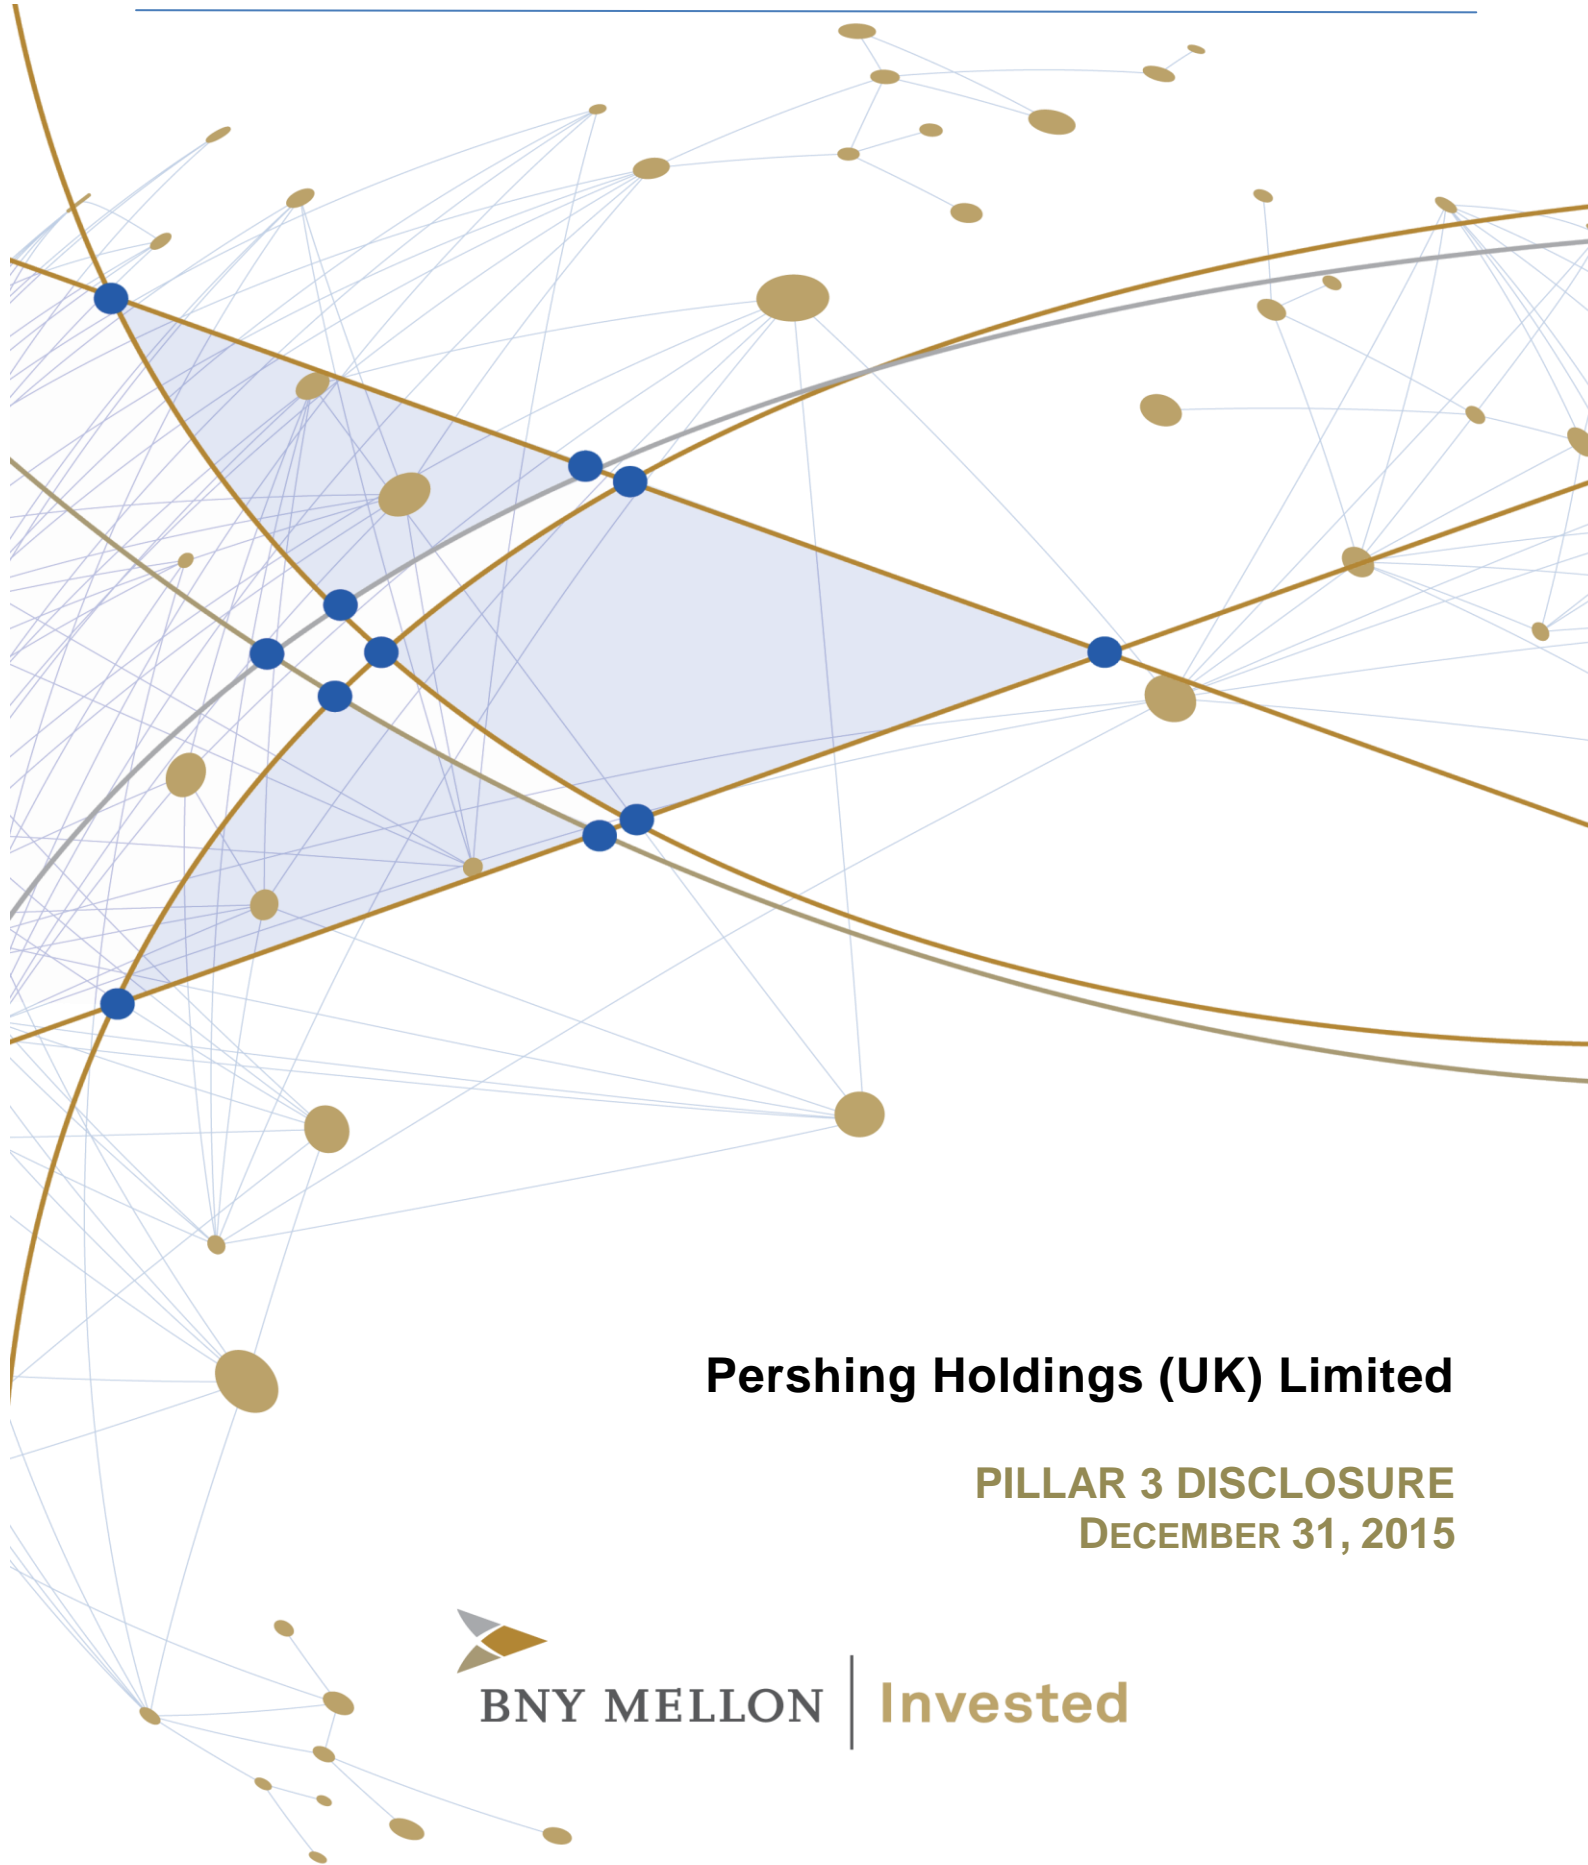 Pershing Holdings (UK) Limited
PILLAR 3 DISCLOSURE
DECEMBER 31, 2015
BNY MELLON | Invested